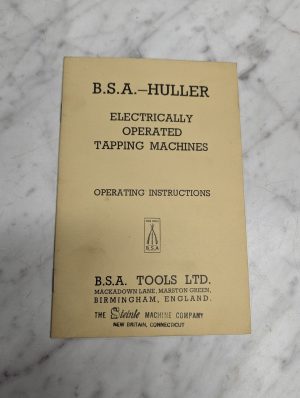 B.S.A.–HULLER
ELECTRICALLY
OPERATED
TAPPING MACHINES
OPERATING INSTRUCTIONS
B.S.A
B.S.A. TOOLS LTD.
MACKADOWN LANE, MARSTON GREEN,
BIRMINGHAM, ENGLAND.
THE Steinle MACHINE COMPANY
NEW BRITAIN, CONNECTICUT